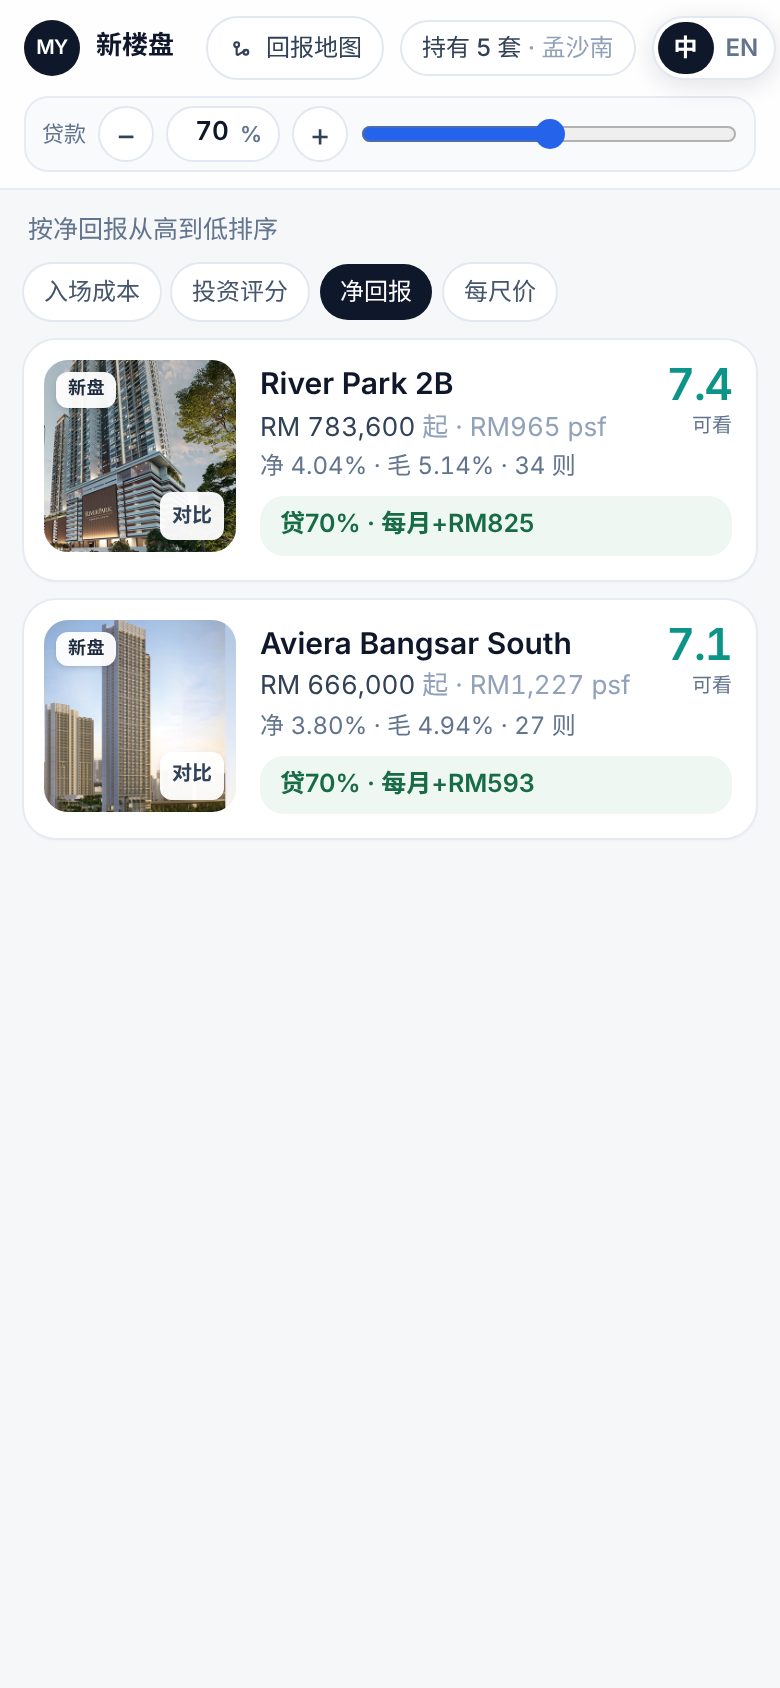 MY 新楼盘 回报地图 持有 5 套 · 孟沙南 中 EN
贷款 − 70 % +
按净回报从高到低排序
入场成本 投资评分 净回报 每尺价
新盘
River Park 2B
7.4
RM 783,600 起 · RM965 psf
可看
净 4.04% · 毛 5.14% · 34 则
RIVER PARK
对比
贷70% · 每月+RM825
新盘
Aviera Bangsar South
7.1
RM 666,000 起 · RM1,227 psf
可看
净 3.80% · 毛 4.94% · 27 则
对比
贷70% · 每月+RM593